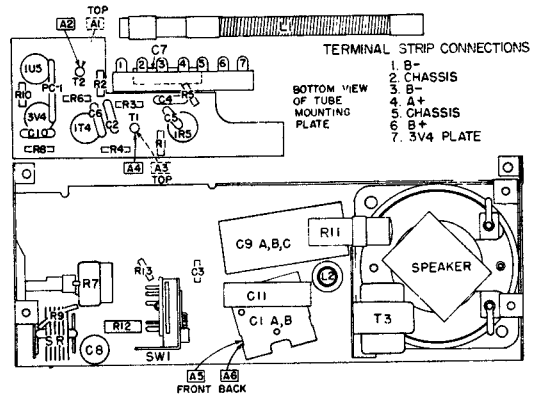 L1
TOP
A2 A1
C7
1 2 3 4 5 6 7
TERMINAL STRIP CONNECTIONS
1. B-
2. CHASSIS
3. B-
4. A+
5. CHASSIS
6 B+
7. 3V4 PLATE
BOTTOM VIEW
OF TUBE
MOUNTING
PLATE
1U5
PC-1
T2
R2
R10
R6
3V4
C10
R8
1T4
C6
C2
R3
R4
T1
C4
R5
C5
1R5
R1
A4
A3
TOP
C9 A,B,C
R11
SPEAKER
L2
R7
R13
C3
C11
C1 A,B
T3
R9
SR
C8
R12
SW1
A5 A6
FRONT BACK